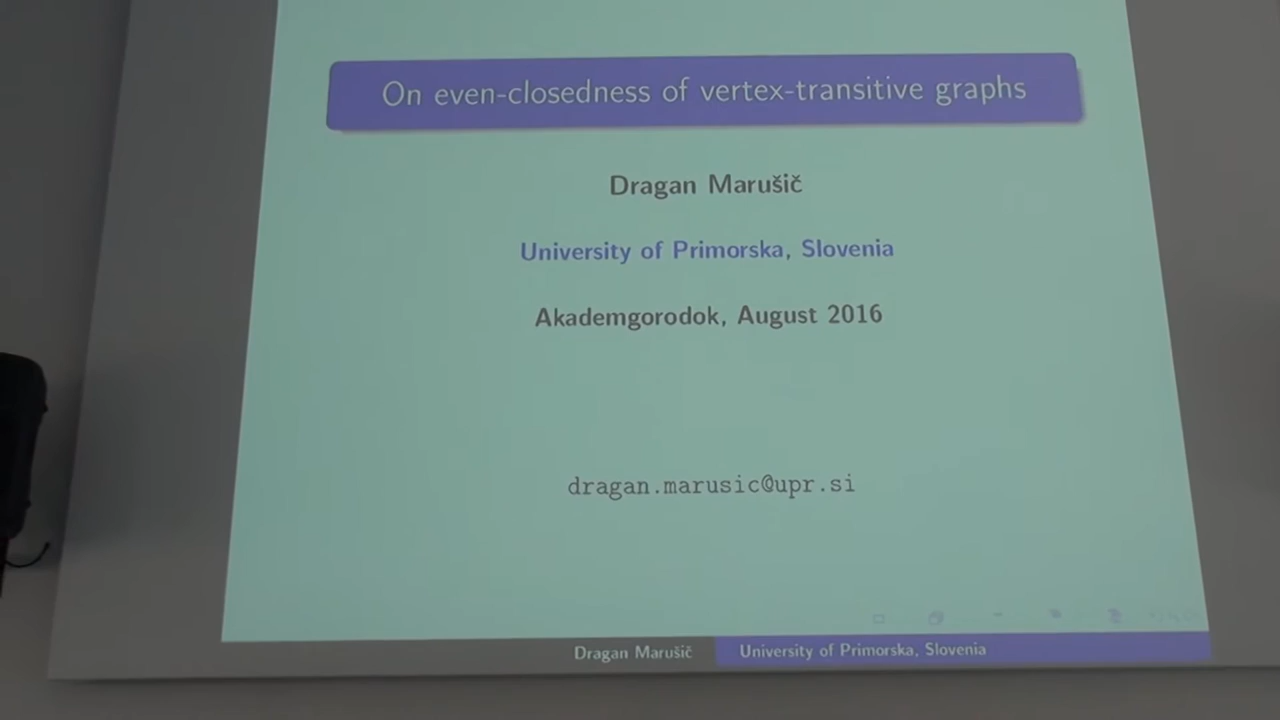 On even-closedness of vertex-transitive graphs
Dragan Marušič
University of Primorska, Slovenia
Akademgorodok, August 2016
dragan.marusic@upr.si
Dragan Marušič
University of Primorska, Slovenia